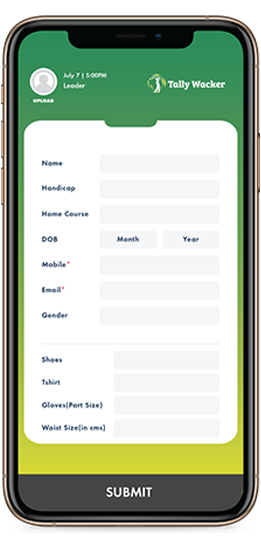 July 7 | 5:00PM
Leader
UPLOAD
Tally Wacker
Name
Handicap
Home Course
DOB Month Year
Mobile*
Email*
Gender
Shoes
Tshirt
Gloves(Port Size)
Waist Size(in cms)
SUBMIT